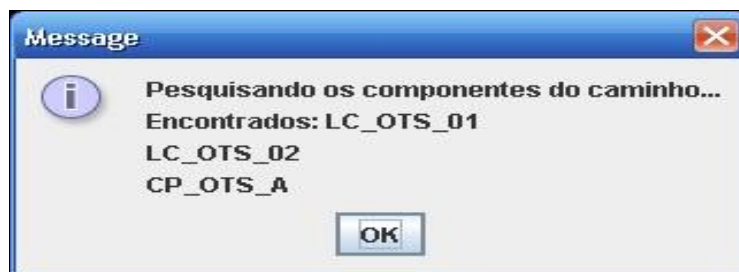 Message
Pesquisando os componentes do caminho...
Encontrados: LC_OTS_01
LC_OTS_02
CP_OTS_A
OK